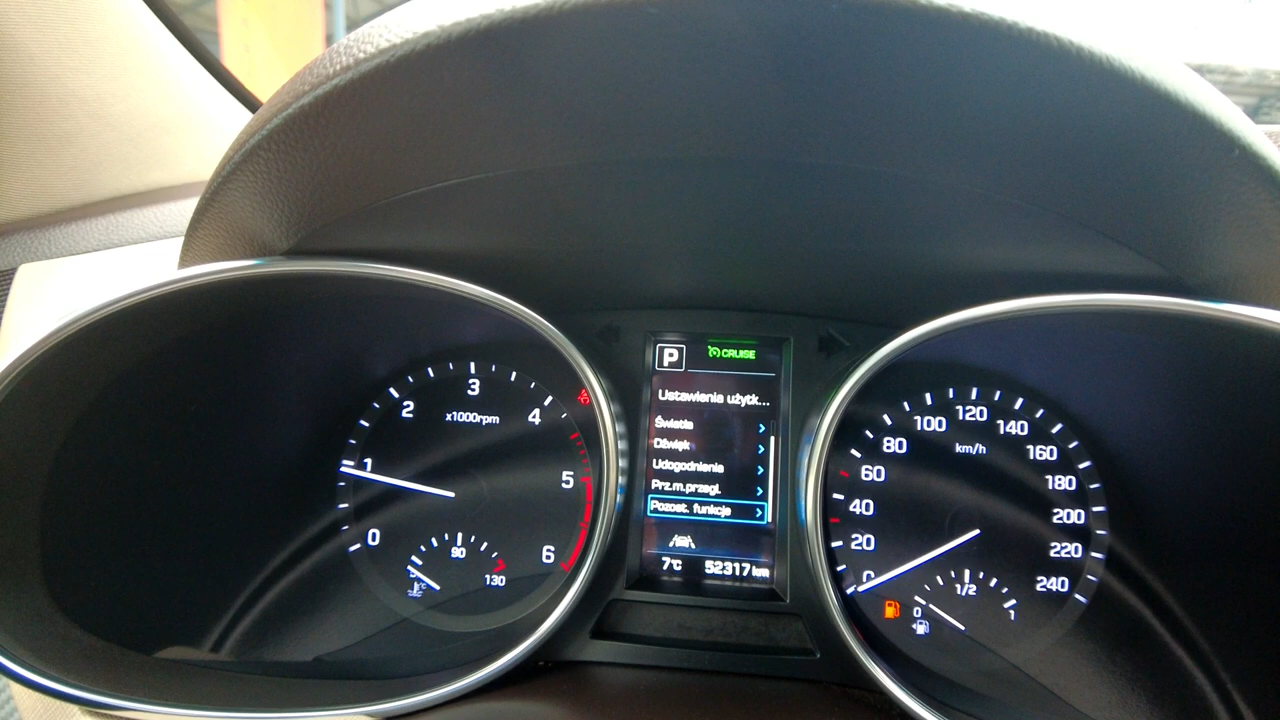 0
1
2
3
4
5
6
x1000rpm
90
130
P
CRUISE
Ustawienia użytk...
Światła
Dźwięk
Udogodnienia
Prz.m.przegl.
Pozost. funkcje
7°C 52317 km
0
20
40
60
80
100
120
140
160
180
200
220
240
km/h
0
1/2
1